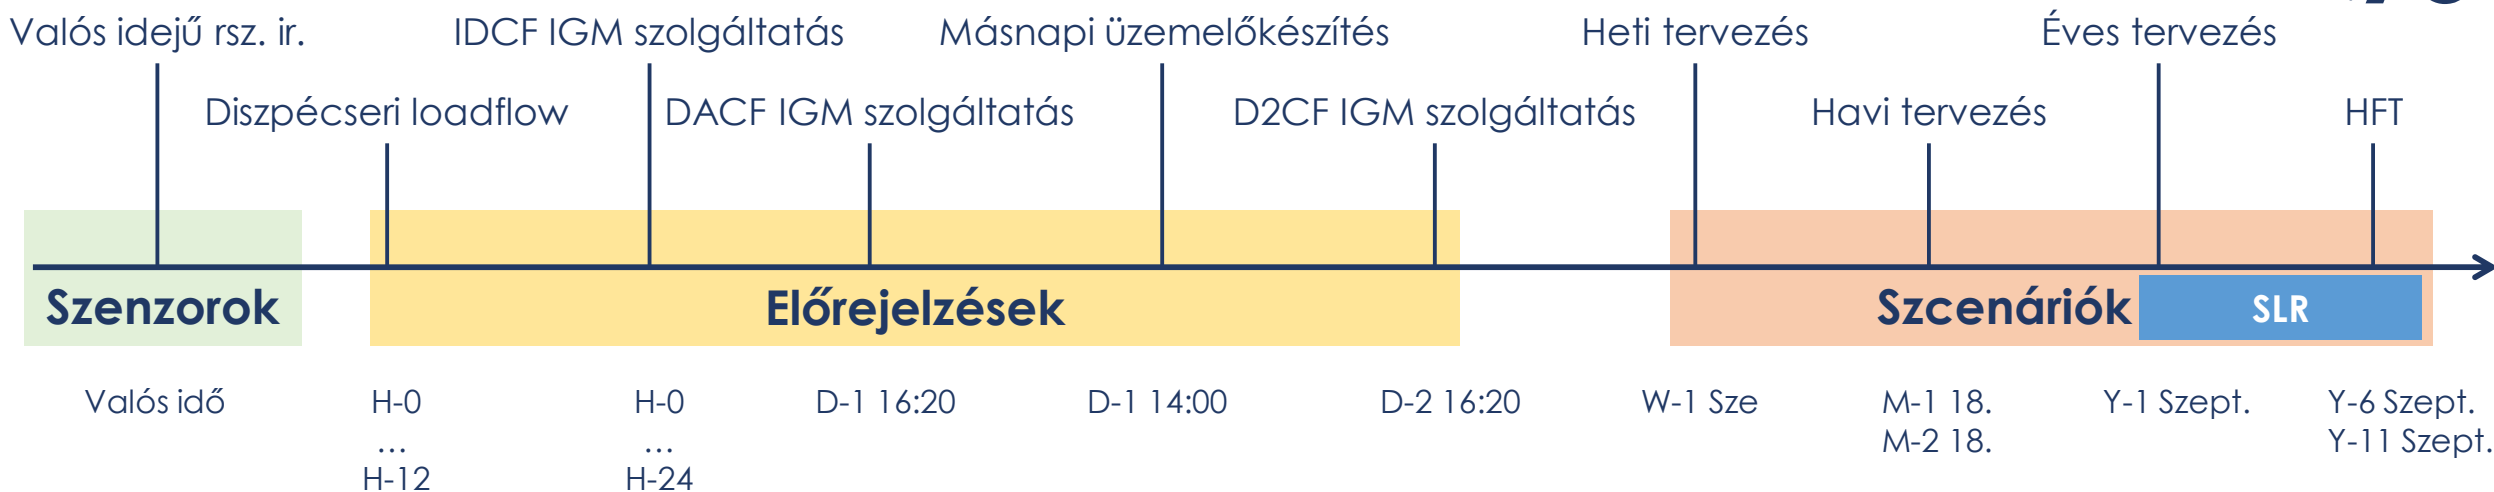 Valós idejű rsz. ir.
IDCF IGM szolgáltatás
Másnapi üzemelőkészítés
Heti tervezés
Éves tervezés
Diszpécseri loadflow
DACF IGM szolgáltatás
D2CF IGM szolgáltatás
Havi tervezés
HFT
Szenzorok
Előrejelzések
Szcenáriók
SLR
Valós idő
H-0
...
H-12
H-0
...
H-24
D-1 16:20
D-1 14:00
D-2 16:20
W-1 Sze
M-1 18.
M-2 18.
Y-1 Szept.
Y-6 Szept.
Y-11 Szept.